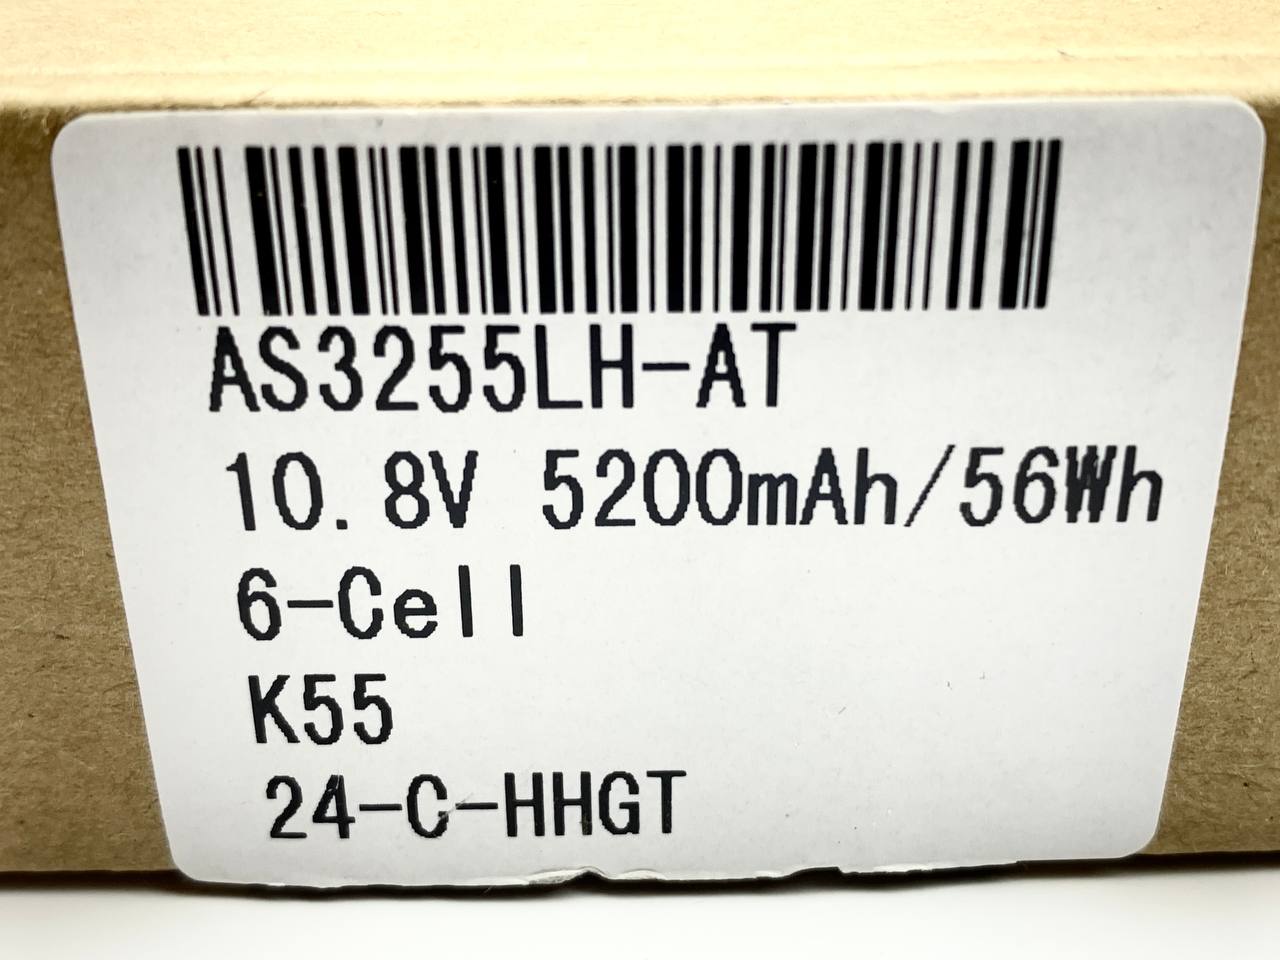 AS3255LH-AT
10.8V 5200mAh/56Wh
6-Cell
K55
24-C-HHGT